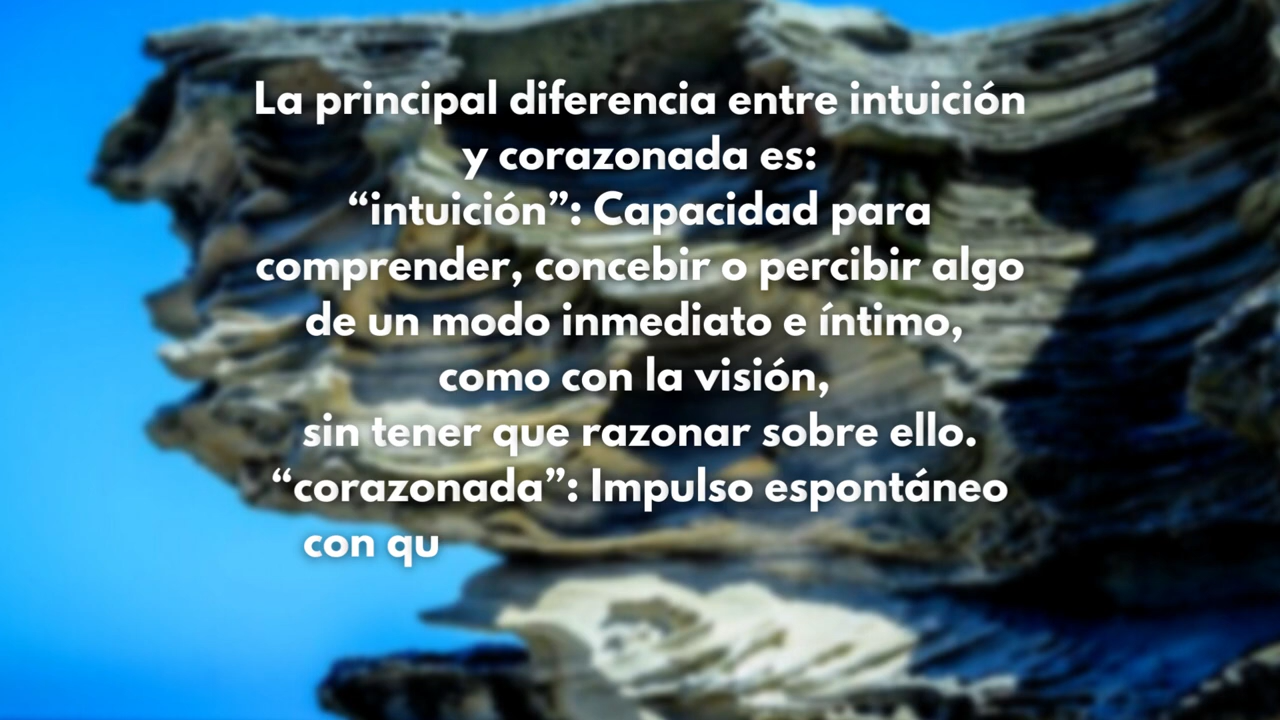 La principal diferencia entre intuición
y corazonada es:
“intuición”: Capacidad para
comprender, concebir o percibir algo
de un modo inmediato e íntimo,
como con la visión,
sin tener que razonar sobre ello.
“corazonada”: Impulso espontáneo
con qu